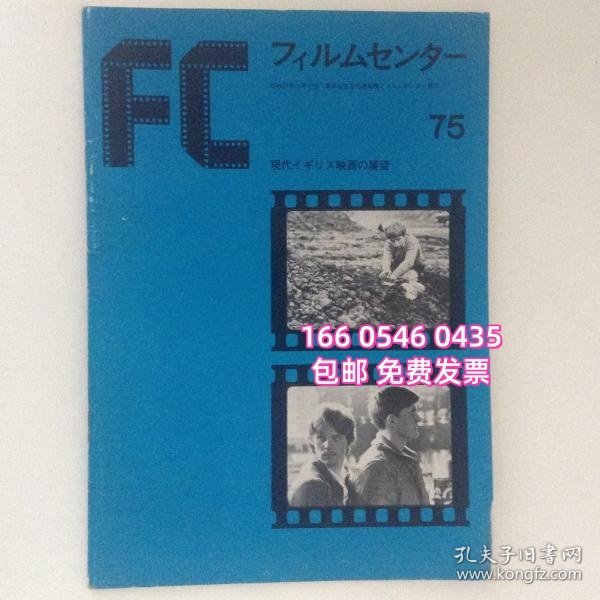 FC
フィルムセンター
75
現代イギリス映画の展望
166 0546 0435
包邮 免费发票
孔夫子旧书网
www.kongfz.com